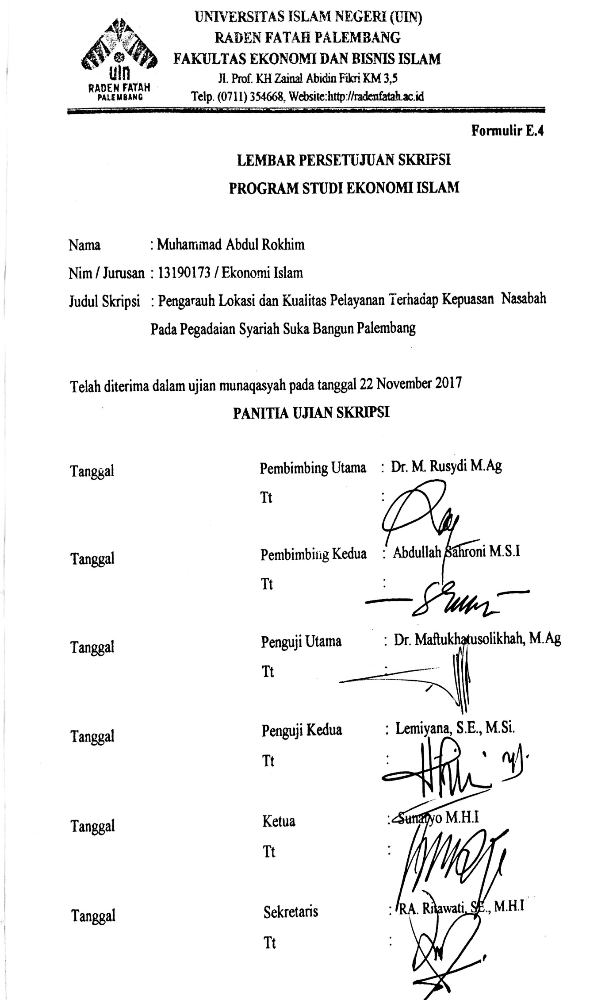 UNIVERSITAS ISLAM NEGERI (UIN)
RADEN FATAH PALEMBANG
FAKULTAS EKONOMI DAN BISNIS ISLAM
Jl. Prof. KH Zainal Abidin Fikri KM 3,5
Telp. (0711) 354668, Website:http://radenfatah.ac.id
uin
RADEN FATAH
PALEMBANG
Formulir E.4
LEMBAR PERSETUJUAN SKRIPSI
PROGRAM STUDI EKONOMI ISLAM
Nama : Muhammad Abdul Rokhim
Nim / Jurusan : 13190173 / Ekonomi Islam
Judul Skripsi : Pengarauh Lokasi dan Kualitas Pelayanan Terhadap Kepuasan Nasabah
Pada Pegadaian Syariah Suka Bangun Palembang
Telah diterima dalam ujian munaqasyah pada tanggal 22 November 2017
PANITIA UJIAN SKRIPSI
Tanggal Pembimbing Utama : Dr. M. Rusydi M.Ag
Tt :
Tanggal Pembimbing Kedua : Abdullah Sahroni M.S.I
Tt :
Tanggal Penguji Utama : Dr. Maftukhatusolikhah, M.Ag
Tt :
Tanggal Penguji Kedua : Lemiyana, S.E., M.Si.
Tt :
Tanggal Ketua : Sunaryo M.H.I
Tt :
Tanggal Sekretaris : RA. Ritawati, SE., M.H.I
Tt :